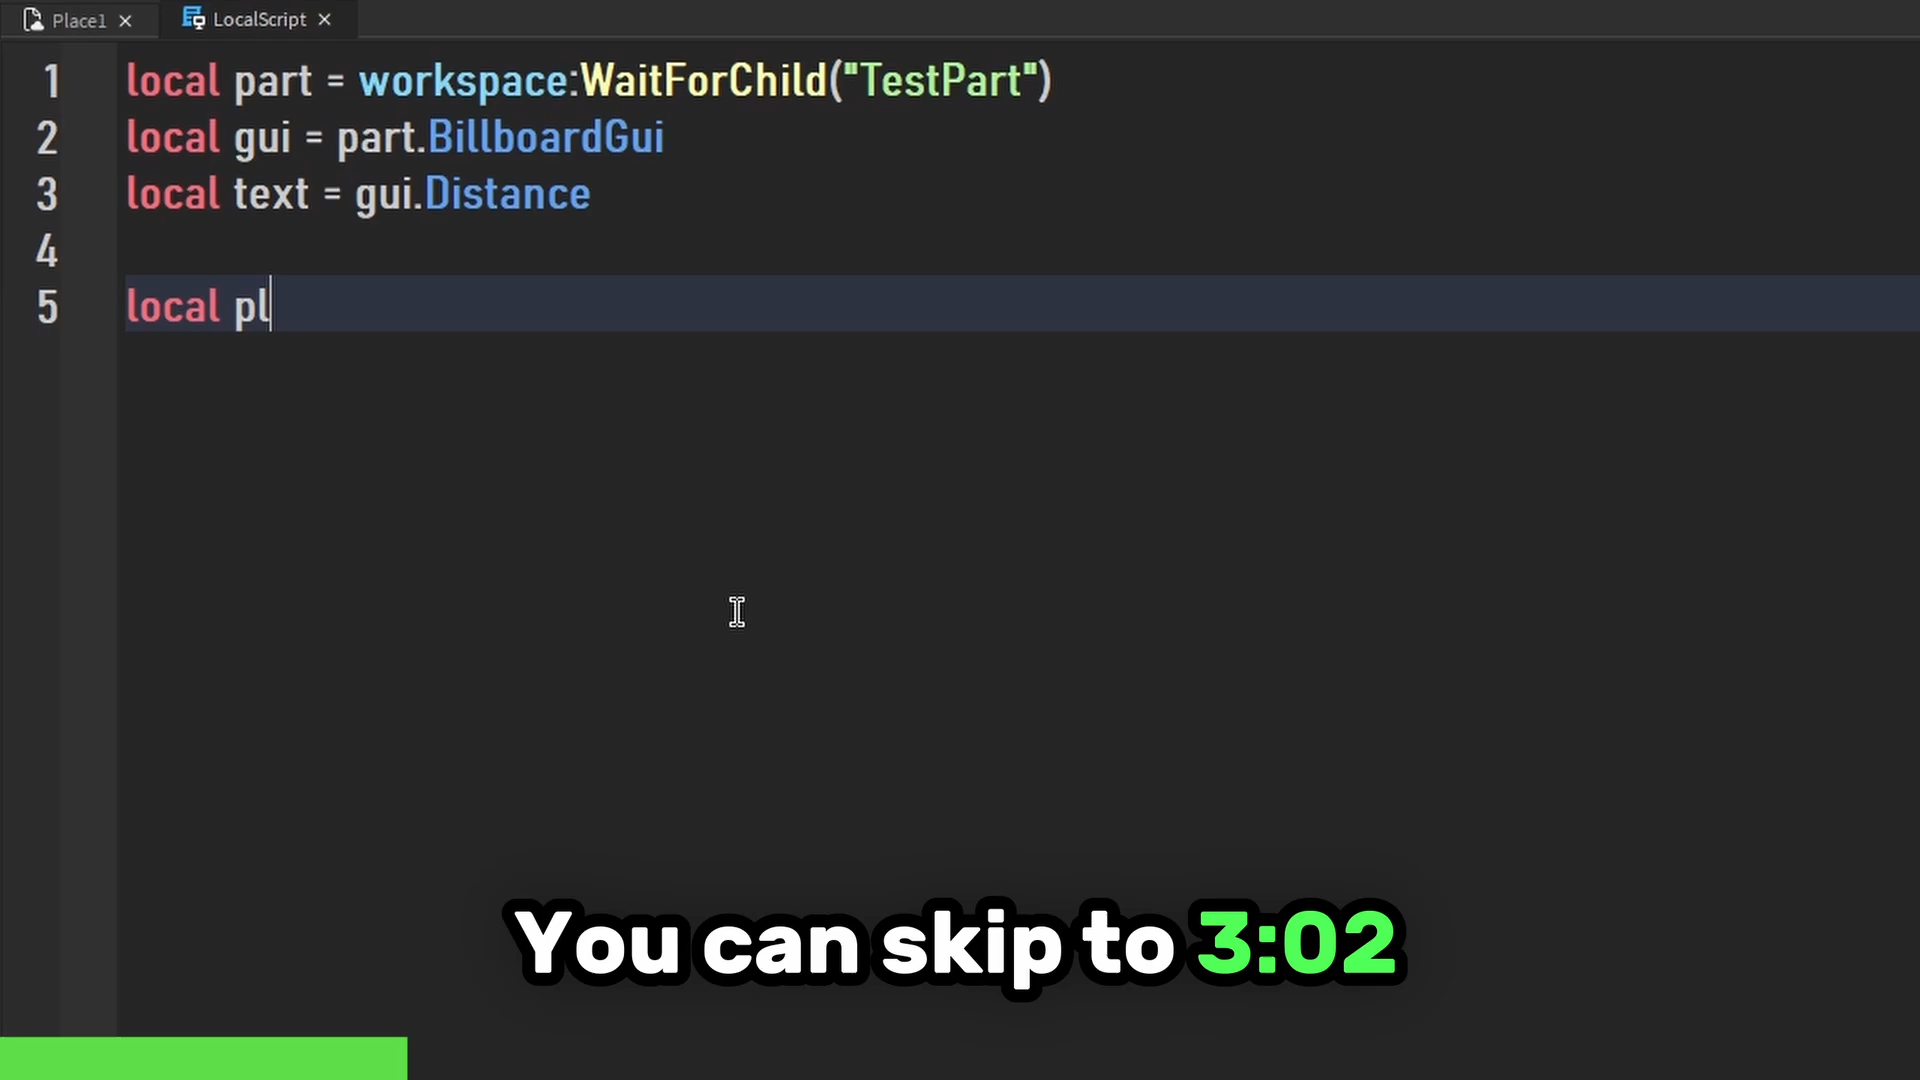 Place1
LocalScript
1 local part = workspace:WaitForChild("TestPart")
2 local gui = part.BillboardGui
3 local text = gui.Distance
4
5 local pl
You can skip to 3:02